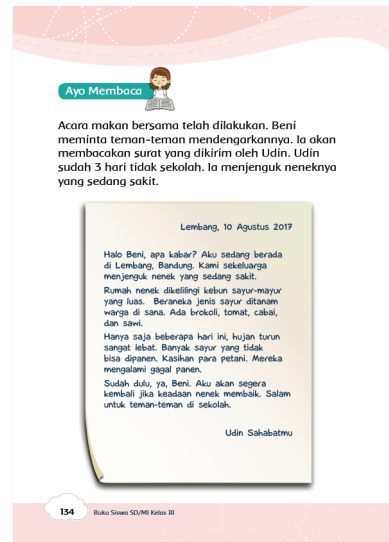 Ayo Membaca
Acara makan bersama telah dilakukan. Beni
meminta teman-teman mendengarkannya. Ia akan
membacakan surat yang dikirim oleh Udin. Udin
sudah 3 hari tidak sekolah. Ia menjenguk neneknya
yang sedang sakit.
Lembang, 10 Agustus 2017
Halo Beni, apa kabar? Aku sedang berada
di Lembang, Bandung. Kami sekeluarga
menjenguk nenek yang sedang sakit.
Rumah nenek dikelilingi kebun sayur-mayur
yang luas. Beraneka jenis sayur ditanam
warga di sana. Ada brokoli, tomat, cabai,
dan sawi.
Hanya saja beberapa hari ini, hujan turun
sangat lebat. Banyak sayur yang tidak
bisa dipanen. Kasihan para petani. Mereka
mengalami gagal panen.
Sudah dulu, ya, Beni. Aku akan segera
kembali jika keadaan nenek membaik. Salam
untuk teman-teman di sekolah.
Udin Sahabatmu
134 Buku Siswa SD/MI Kelas III